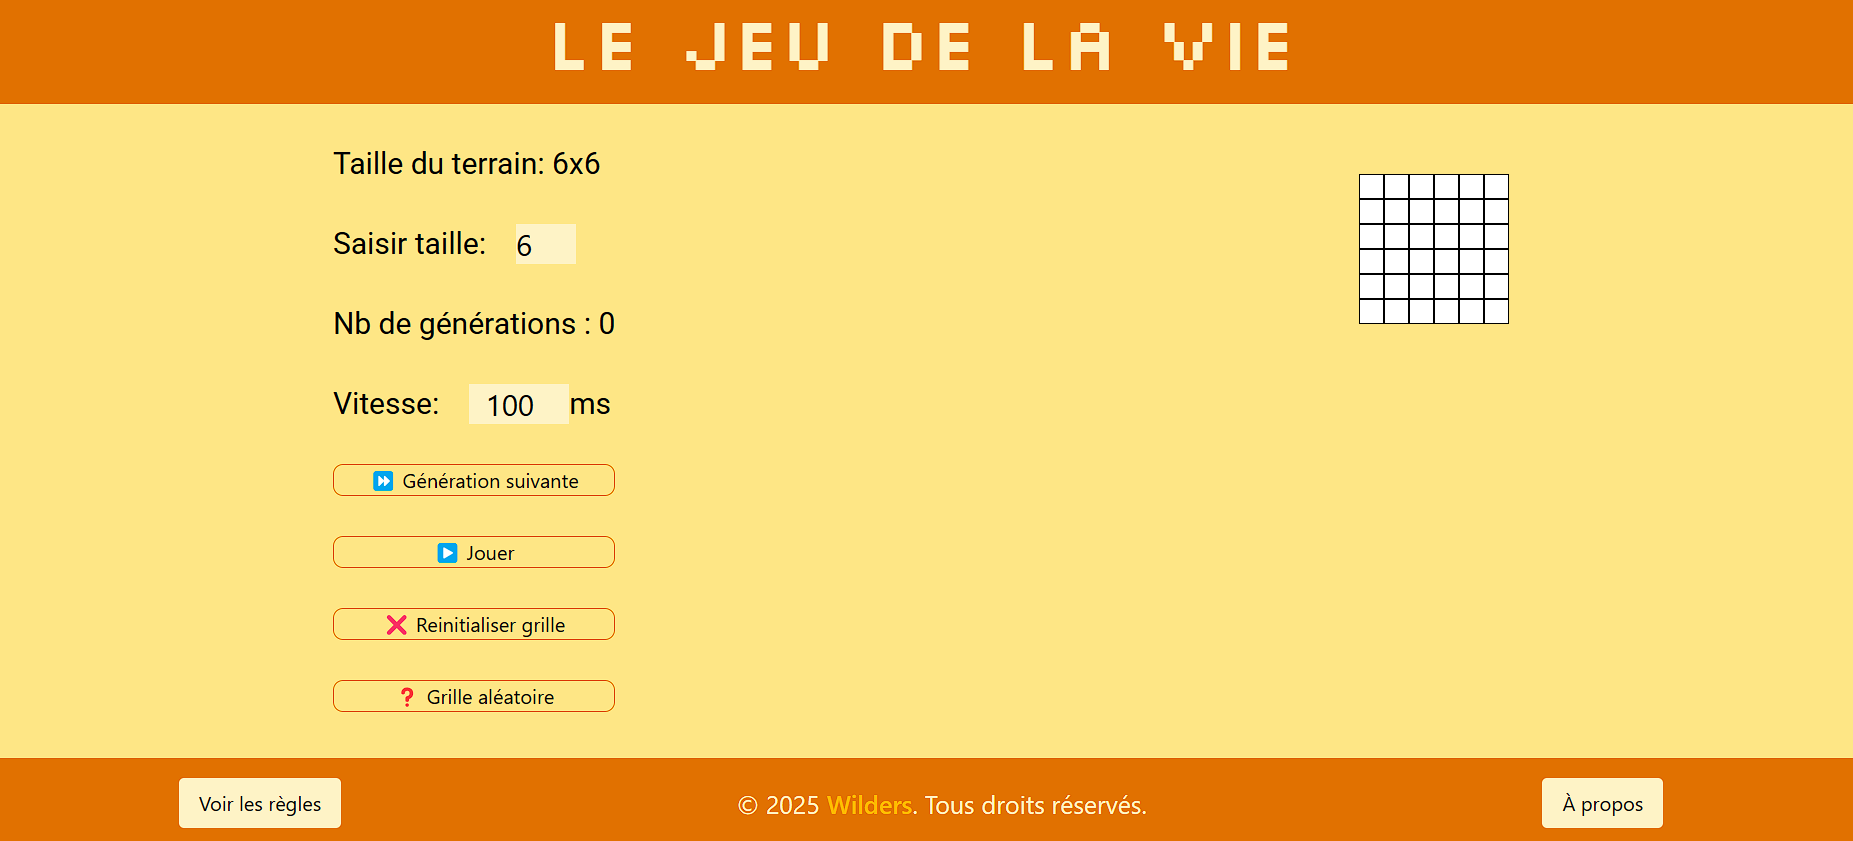 LE JEU DE LA VIE
Taille du terrain: 6x6
Saisir taille: 6
Nb de générations : 0
Vitesse: 100 ms
Génération suivante
Jouer
Reinitialiser grille
Grille aléatoire
Voir les règles
© 2025 Wilders. Tous droits réservés.
À propos